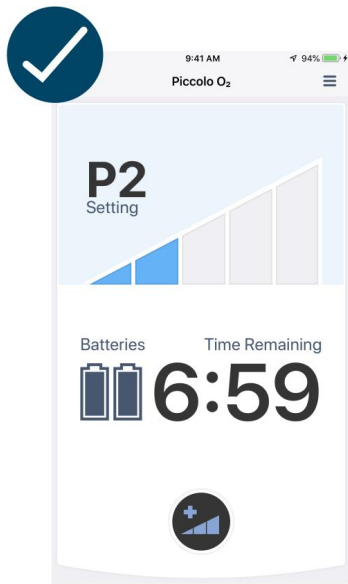 9:41 AM 94%
Piccolo O₂
P2
Setting
Batteries Time Remaining
6:59